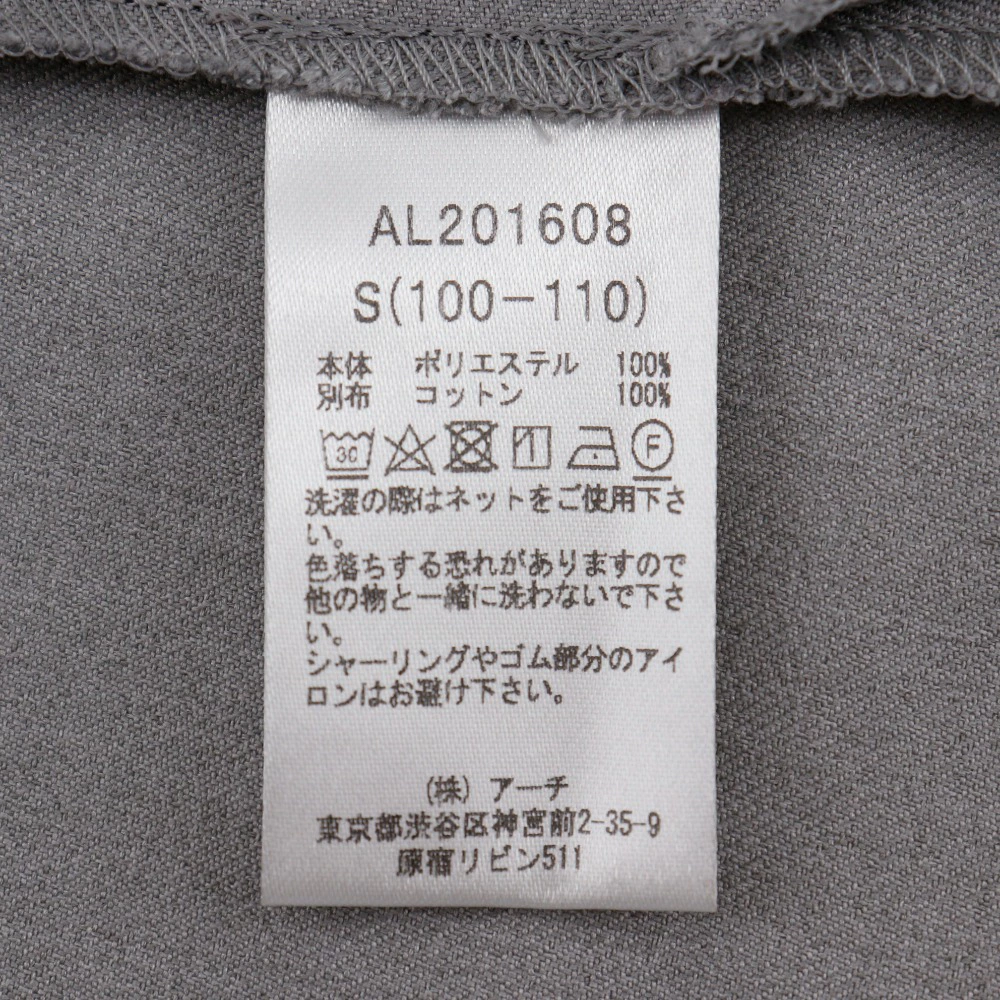 AL201608
S(100-110)
本体 ポリエステル 100%
別布 コットン 100%
30 F
洗濯の際はネットをご使用下さ
い。
色落ちする恐れがありますので
他の物と一緒に洗わないで下さ
い。
シャーリングやゴム部分のアイ
ロンはお避け下さい。
(株) アーチ
東京都渋谷区神宮前2-35-9
原宿リビン511